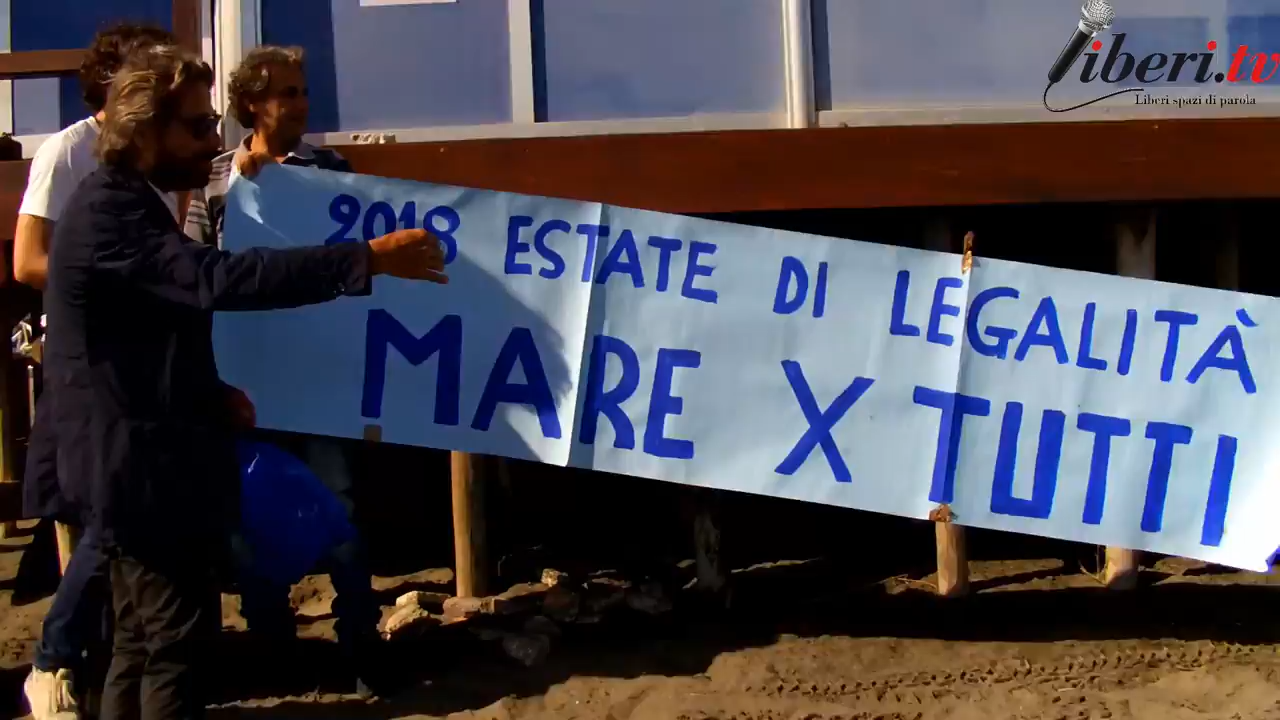 liberi.tv
Liberi spazi di parola
2018 ESTATE DI LEGALITÀ
MARE X TUTTI